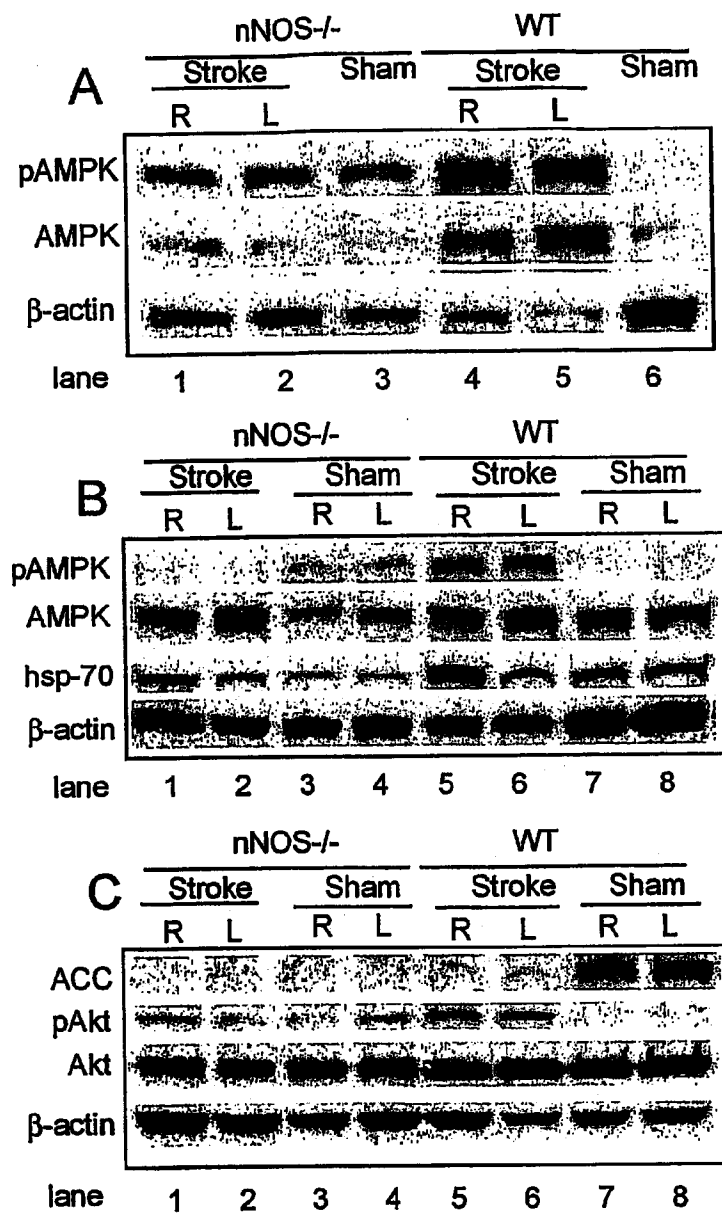 nNOS-/- WT
A Stroke Sham Stroke Sham
R L R L
pAMPK
AMPK
β-actin
lane 1 2 3 4 5 6
nNOS-/- WT
B Stroke Sham Stroke Sham
R L R L R L R L
pAMPK
AMPK
hsp-70
β-actin
lane 1 2 3 4 5 6 7 8
nNOS-/- WT
C Stroke Sham Stroke Sham
R L R L R L R L
ACC
pAkt
Akt
β-actin
lane 1 2 3 4 5 6 7 8